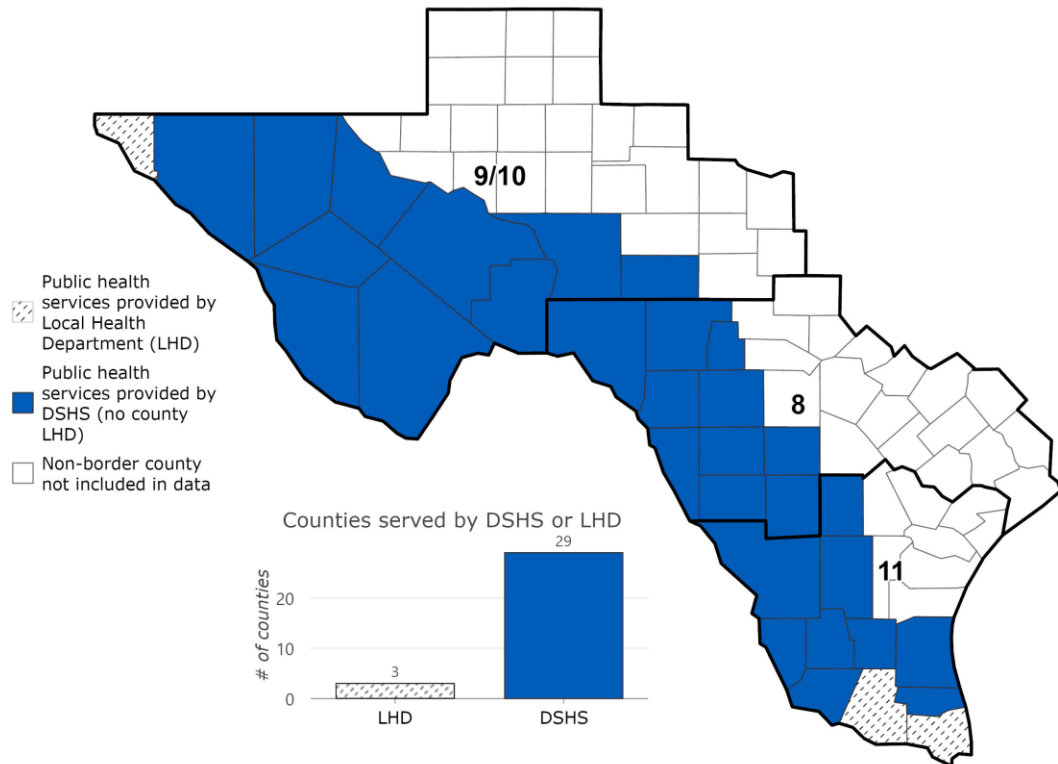 9/10
Public health
services provided by
Local Health
Department (LHD)
Public health
services provided by
DSHS (no county
LHD)
Non-border county
not included in data
8
11
Counties served by DSHS or LHD
# of counties
29
20
10
3
0
LHD
DSHS